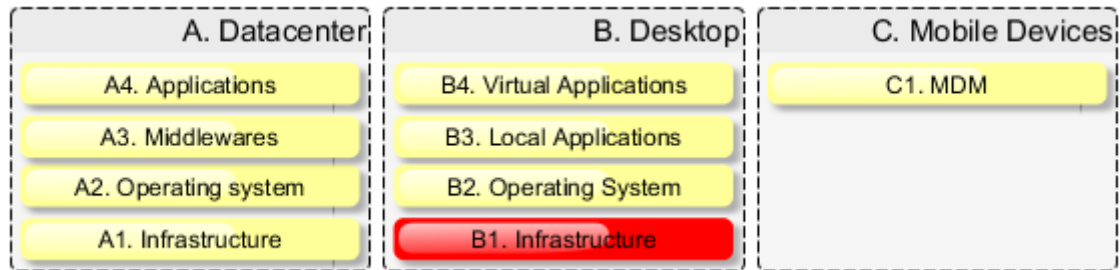 A. Datacenter
A4. Applications
A3. Middlewares
A2. Operating system
A1. Infrastructure
B. Desktop
B4. Virtual Applications
B3. Local Applications
B2. Operating System
B1. Infrastructure
C. Mobile Devices
C1. MDM